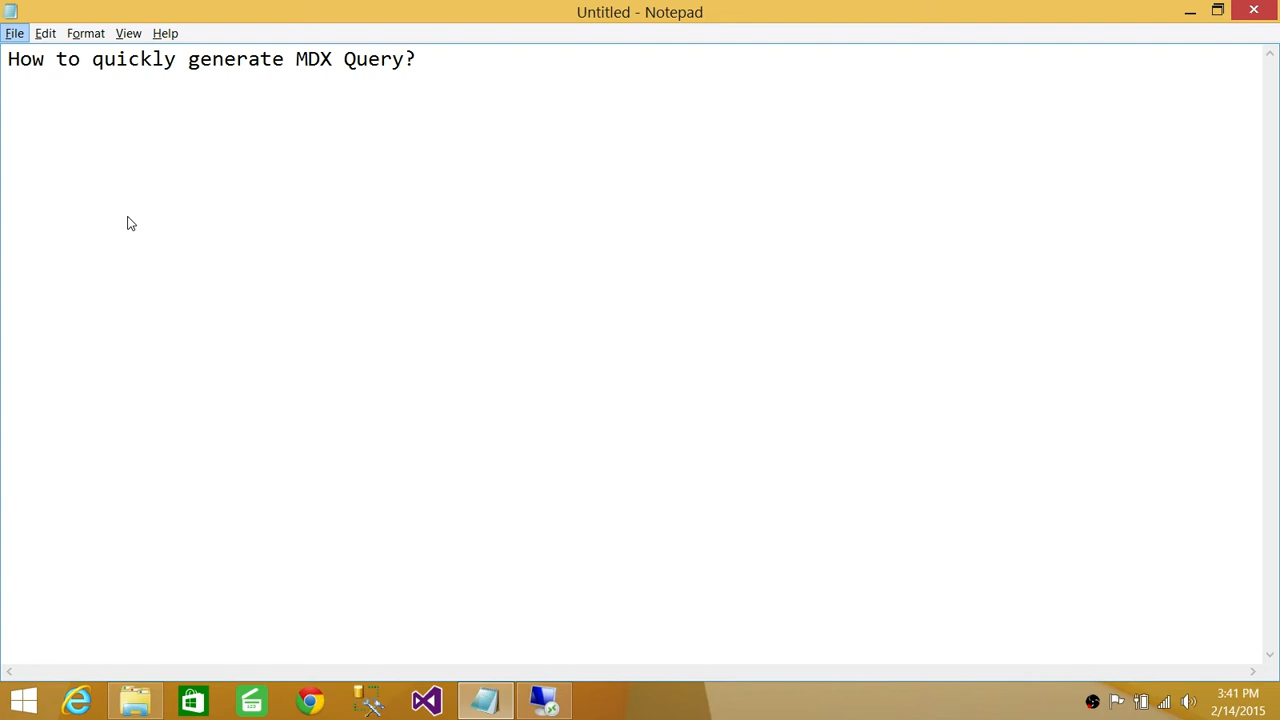 Untitled - Notepad
File Edit Format View Help
How to quickly generate MDX Query?
3:41 PM
2/14/2015